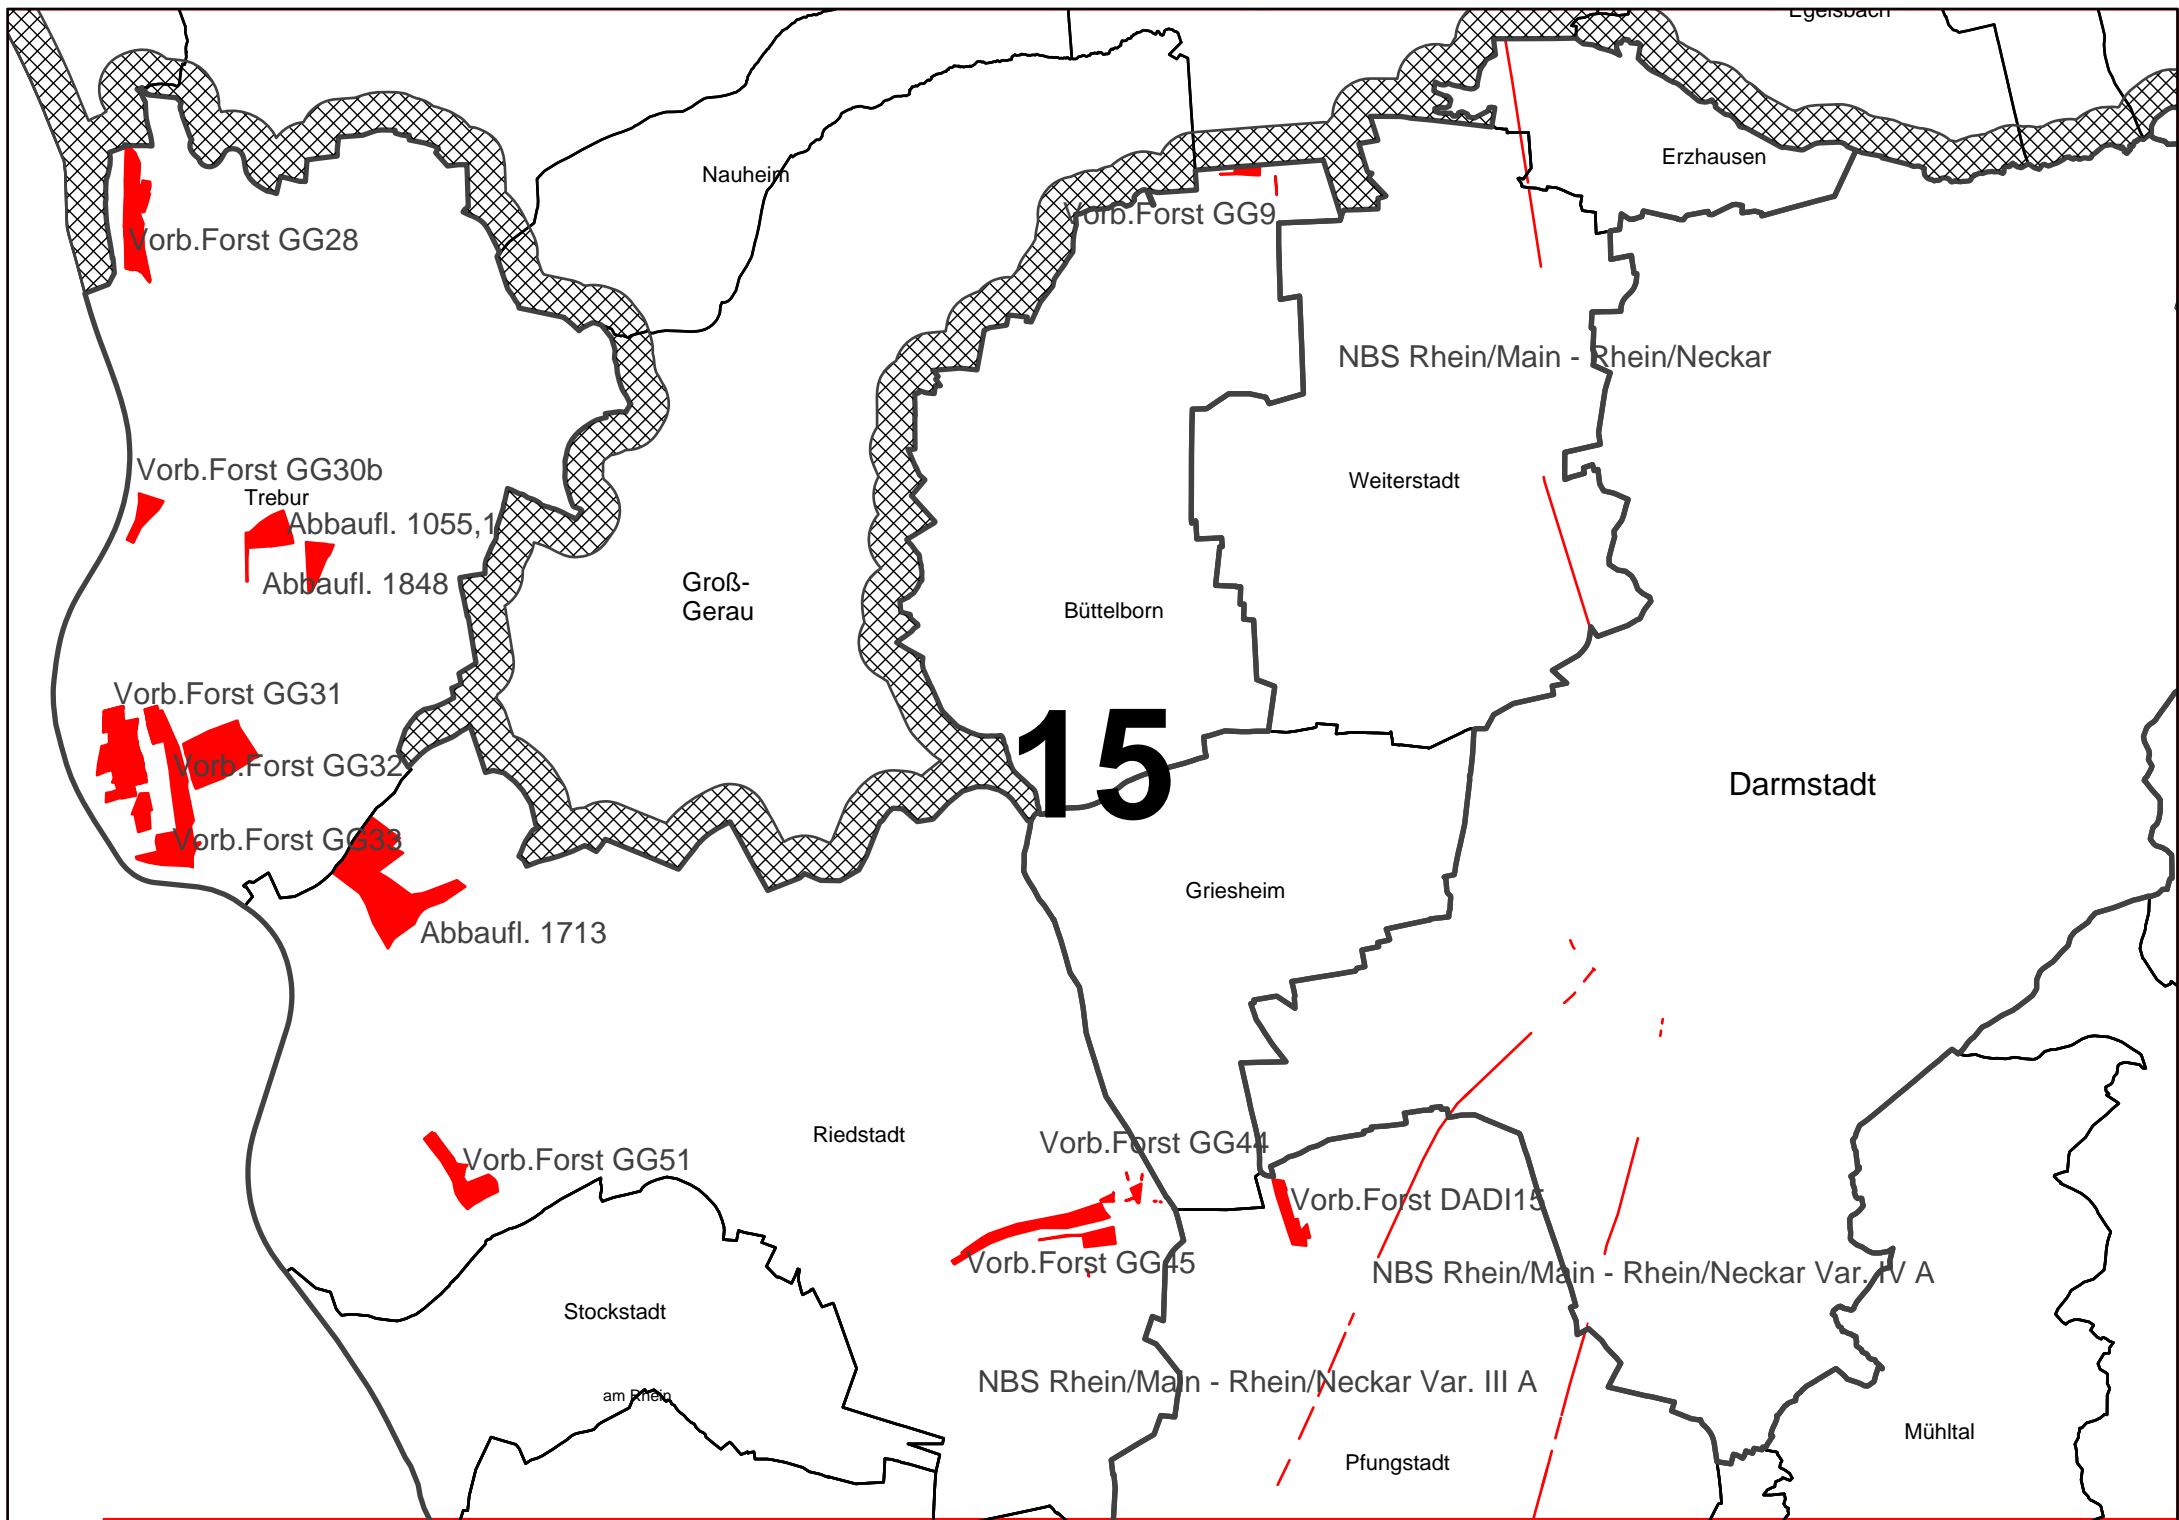 Egelsbach
Erzhausen
Nauheim
Vorb.Forst GG9
Vorb.Forst GG28
NBS Rhein/Main - Rhein/Neckar
Vorb.Forst GG30b
Trebur
Weiterstadt
Abbaufl. 1055,1
Abbaufl. 1848
Groß-
Gerau
Büttelborn
Vorb.Forst GG31
15
Vorb.Forst GG32
Darmstadt
Vorb.Forst GG33
Griesheim
Abbaufl. 1713
Riedstadt
Vorb.Forst GG44
Vorb.Forst GG51
Vorb.Forst DADI15
Vorb.Forst GG45
NBS Rhein/Main - Rhein/Neckar Var. IV A
Stockstadt
am Rhein
NBS Rhein/Main - Rhein/Neckar Var. III A
Mühltal
Pfungstadt